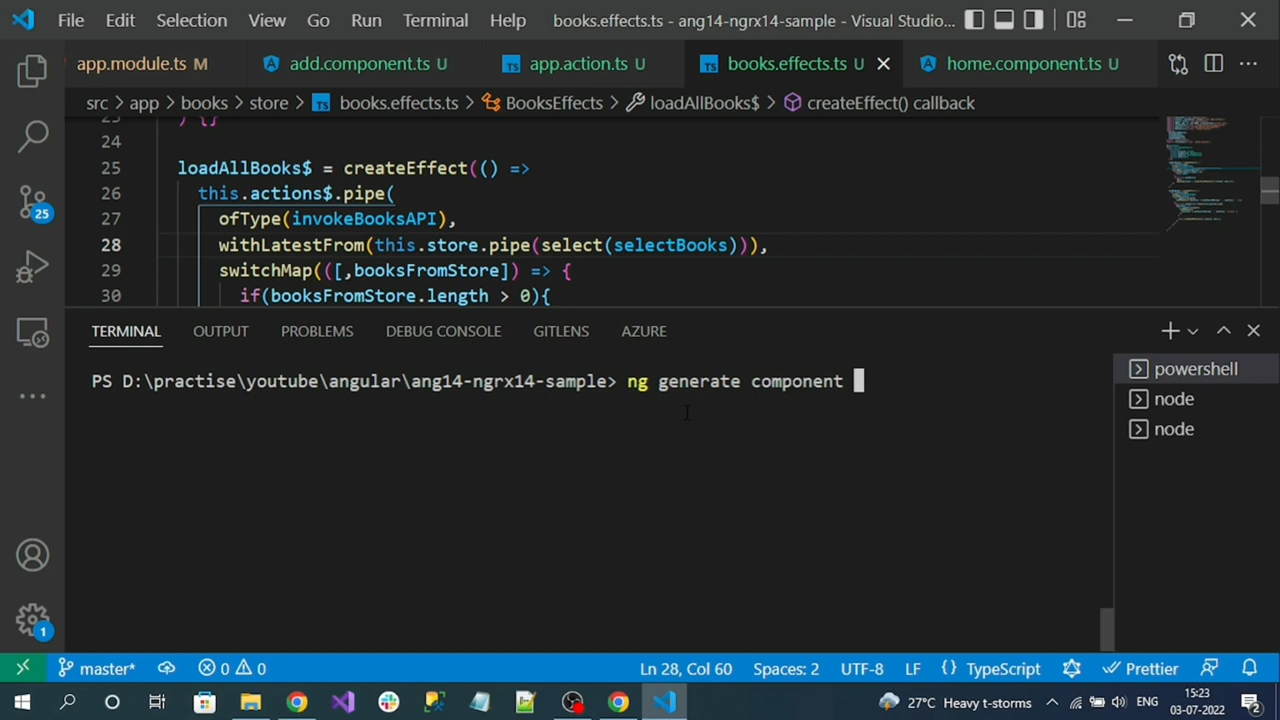 File Edit Selection View Go Run Terminal Help books.effects.ts - ang14-ngrx14-sample - Visual Studio...
app.module.ts M add.component.ts U TS app.action.ts U TS books.effects.ts U home.component.ts U
src > app > books > store > TS books.effects.ts > BooksEffects > loadAllBooks$ > createEffect() callback
23 ) {}
24
25 loadAllBooks$ = createEffect(() =>
26 this.actions$.pipe(
27 ofType(invokeBooksAPI),
28 withLatestFrom(this.store.pipe(select(selectBooks))),
29 switchMap(([,booksFromStore]) => {
30 if(booksFromStore.length > 0){
TERMINAL OUTPUT PROBLEMS DEBUG CONSOLE GITLENS AZURE
PS D:\practise\youtube\angular\ang14-ngrx14-sample> ng generate component
powershell
node
node
25
1
master* 0 0 Ln 28, Col 60 Spaces: 2 UTF-8 LF {} TypeScript Prettier
27°C Heavy t-storms ENG 15:23
03-07-2022 2